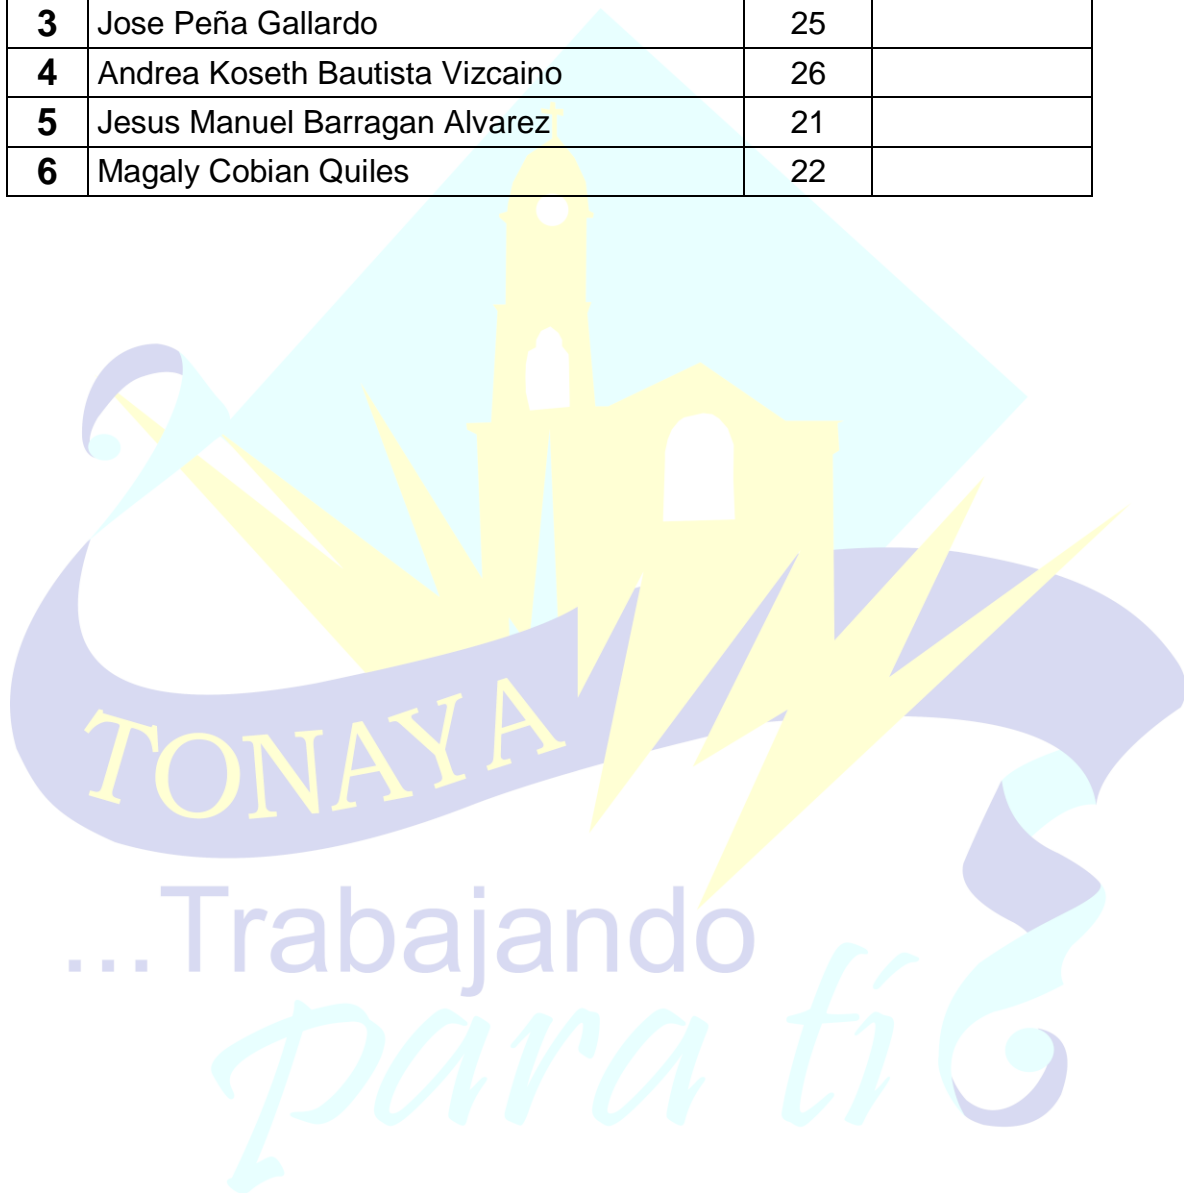 3 Jose Peña Gallardo 25
4 Andrea Koseth Bautista Vizcaino 26
5 Jesus Manuel Barragan Alvarez 21
6 Magaly Cobian Quiles 22
TONAYA
...Trabajando
para tí